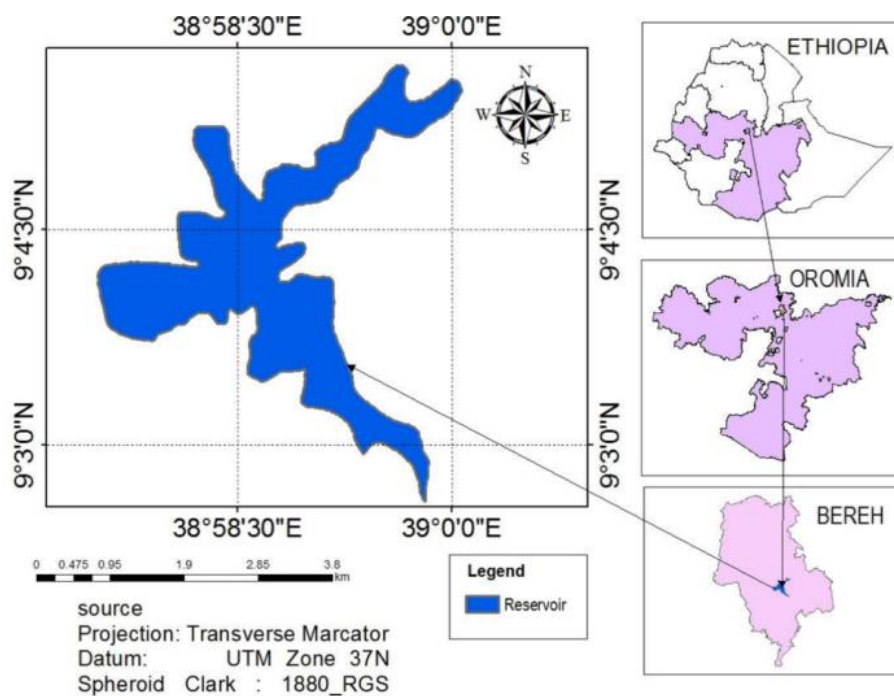 38°58'30"E 39°0'0"E
N
W E
S
9°4'30"N 9°4'30"N
9°3'0"N 9°3'0"N
38°58'30"E 39°0'0"E
0 0.475 0.95 1.9 2.85 3.8
km
Legend
Reservoir
source
Projection: Transverse Marcator
Datum: UTM Zone 37N
Spheroid Clark : 1880_RGS
ETHIOPIA
OROMIA
BEREH